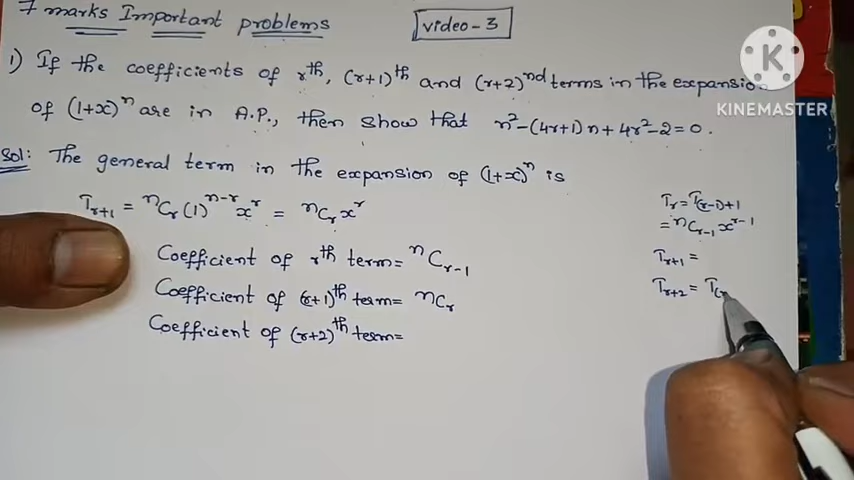 7 marks Important problems video-3
1) If the coefficients of rth, (r+1)th and (r+2)nd terms in the expansion
of (1+x)^n are in A.P., then show that n²-(4r+1)n+4r²-2=0.
Sol: The general term in the expansion of (1+x)^n is
T_{r+1} = ⁿC_r (1)^{n-r} x^r = ⁿC_r x^r
Coefficient of rth term = ⁿC_{r-1}
Coefficient of (r+1)th term = ⁿC_r
Coefficient of (r+2)th term =
T_r = T_{(r-1)+1}
= ⁿC_{r-1} x^{r-1}
T_{r+1} =
T_{r+2} = T_{(r
K
KINEMASTER